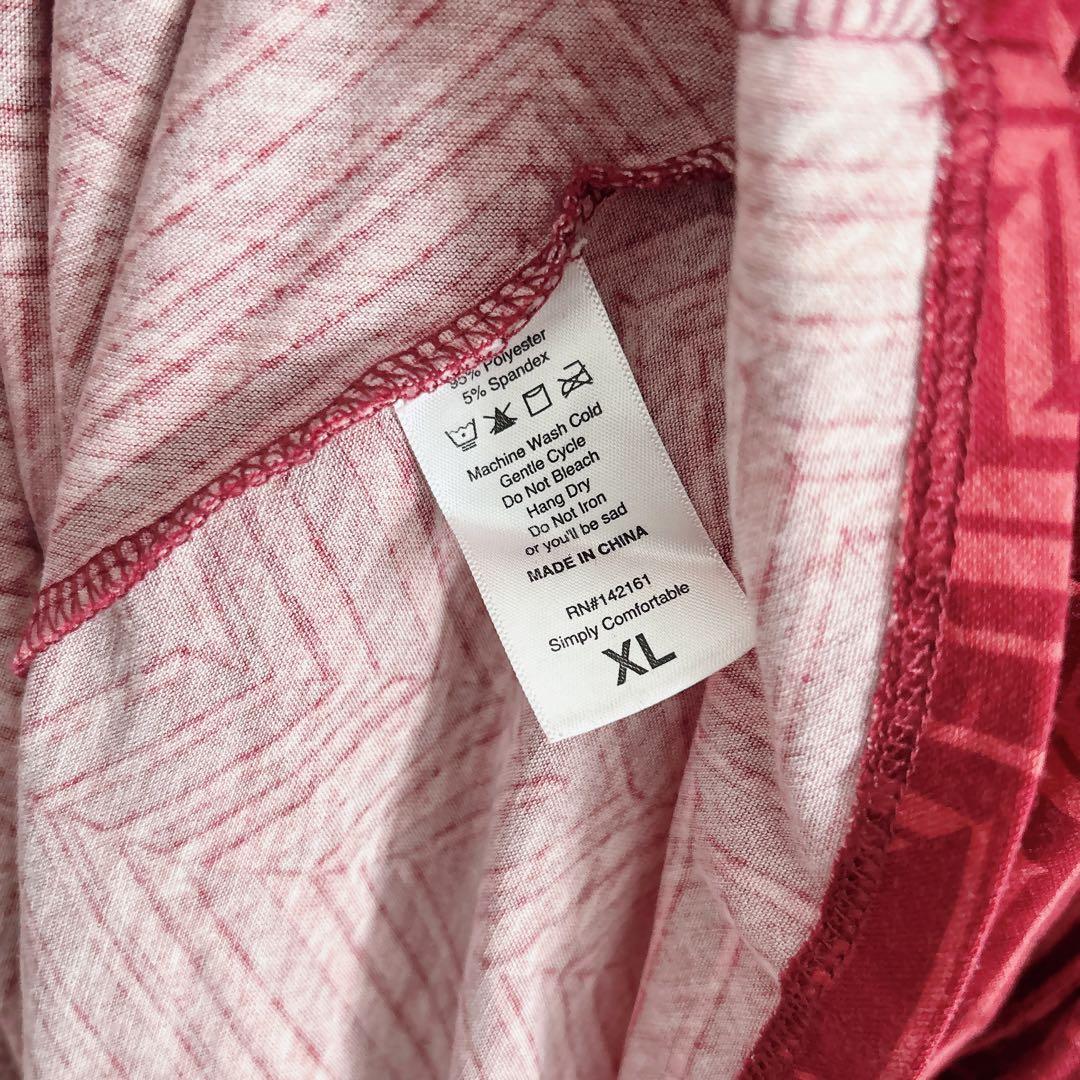 95% Polyester
5% Spandex
Machine Wash Cold
Gentle Cycle
Do Not Bleach
Hang Dry
Do Not Iron
or you'll be sad
MADE IN CHINA
RN#142161
Simply Comfortable
XL